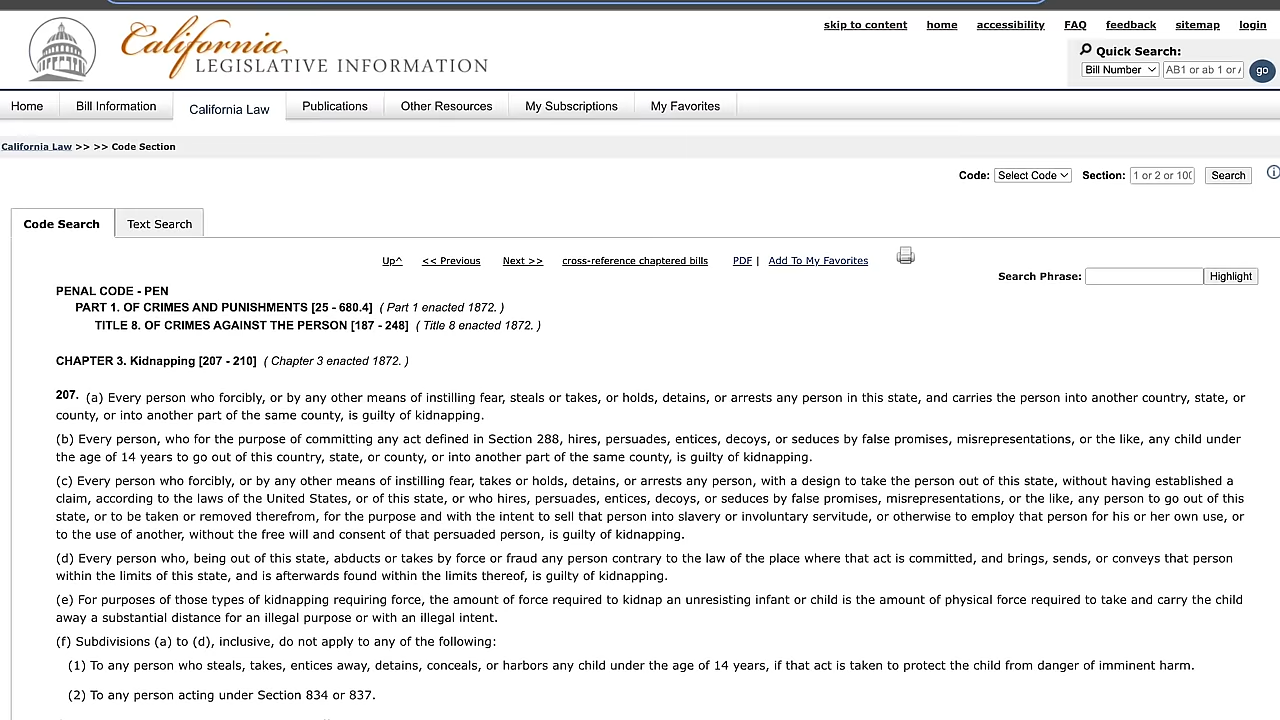 skip to content home accessibility FAQ feedback sitemap login
California
LEGISLATIVE INFORMATION
Quick Search:
Bill Number AB1 or ab 1 or go
Home Bill Information California Law Publications Other Resources My Subscriptions My Favorites
California Law >> >> Code Section
Code: Select Code Section: 1 or 2 or Search
Code Search Text Search
Up^ << Previous Next >> cross-reference chaptered bills PDF | Add To My Favorites
Search Phrase: Highlight
PENAL CODE - PEN
PART 1. OF CRIMES AND PUNISHMENTS [25 - 680.4] ( Part 1 enacted 1872. )
TITLE 8. OF CRIMES AGAINST THE PERSON [187 - 248] ( Title 8 enacted 1872. )
CHAPTER 3. Kidnapping [207 - 210] ( Chapter 3 enacted 1872. )
207. (a) Every person who forcibly, or by any other means of instilling fear, steals or takes, or holds, detains, or arrests any person in this state, and carries the person into another country, state, or
county, or into another part of the same county, is guilty of kidnapping.
(b) Every person, who for the purpose of committing any act defined in Section 288, hires, persuades, entices, decoys, or seduces by false promises, misrepresentations, or the like, any child under
the age of 14 years to go out of this country, state, or county, or into another part of the same county, is guilty of kidnapping.
(c) Every person who forcibly, or by any other means of instilling fear, takes or holds, detains, or arrests any person, with a design to take the person out of this state, without having established a
claim, according to the laws of the United States, or of this state, or who hires, persuades, entices, decoys, or seduces by false promises, misrepresentations, or the like, any person to go out of this
state, or to be taken or removed therefrom, for the purpose and with the intent to sell that person into slavery or involuntary servitude, or otherwise to employ that person for his or her own use, or
to the use of another, without the free will and consent of that persuaded person, is guilty of kidnapping.
(d) Every person who, being out of this state, abducts or takes by force or fraud any person contrary to the law of the place where that act is committed, and brings, sends, or conveys that person
within the limits of this state, and is afterwards found within the limits thereof, is guilty of kidnapping.
(e) For purposes of those types of kidnapping requiring force, the amount of force required to kidnap an unresisting infant or child is the amount of physical force required to take and carry the child
away a substantial distance for an illegal purpose or with an illegal intent.
(f) Subdivisions (a) to (d), inclusive, do not apply to any of the following:
(1) To any person who steals, takes, entices away, detains, conceals, or harbors any child under the age of 14 years, if that act is taken to protect the child from danger of imminent harm.
(2) To any person acting under Section 834 or 837.